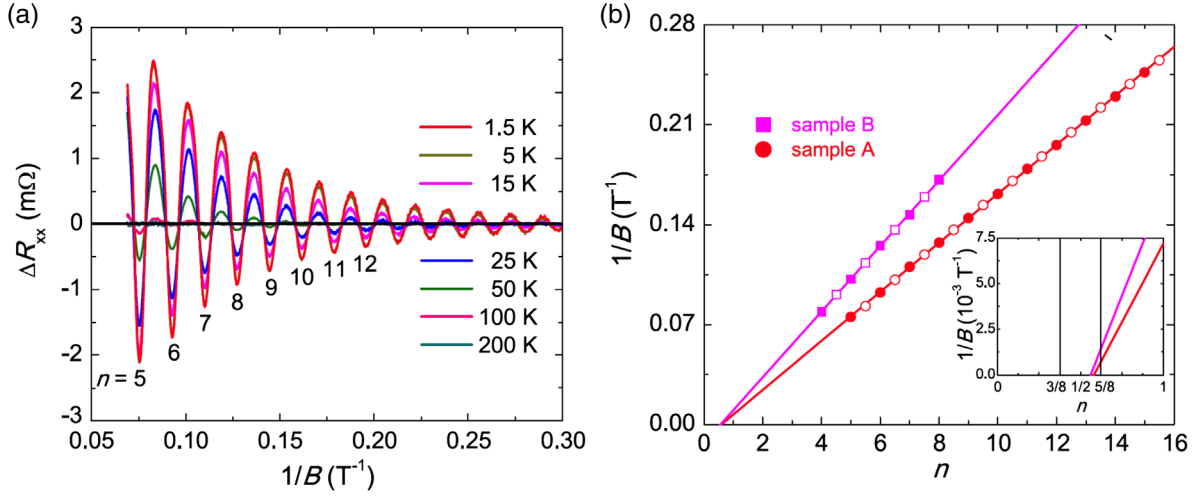 (a)
3
2
1
0
-1
-2
-3
ΔRxx (mΩ)
1.5 K
5 K
15 K
25 K
50 K
100 K
200 K
n = 5
6
7
8
9
10
11
12
0.05
0.10
0.15
0.20
0.25
0.30
1/B (T⁻¹)
(b)
0.28
0.21
0.14
0.07
0.00
1/B (T⁻¹)
sample B
sample A
7.5
5.0
2.5
0.0
1/B (10⁻³ T⁻¹)
0
3/8
1/2
5/8
1
n
0
2
4
6
8
10
12
14
16
n